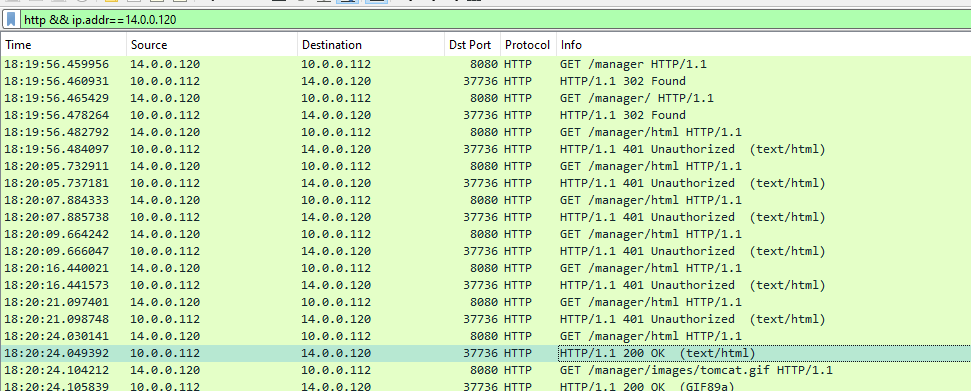 http && ip.addr==14.0.0.120
Time Source Destination Dst Port Protocol Info
18:19:56.459956 14.0.0.120 10.0.0.112 8080 HTTP GET /manager HTTP/1.1
18:19:56.460931 10.0.0.112 14.0.0.120 37736 HTTP HTTP/1.1 302 Found
18:19:56.465429 14.0.0.120 10.0.0.112 8080 HTTP GET /manager/ HTTP/1.1
18:19:56.478264 10.0.0.112 14.0.0.120 37736 HTTP HTTP/1.1 302 Found
18:19:56.482792 14.0.0.120 10.0.0.112 8080 HTTP GET /manager/html HTTP/1.1
18:19:56.484097 10.0.0.112 14.0.0.120 37736 HTTP HTTP/1.1 401 Unauthorized (text/html)
18:20:05.732911 14.0.0.120 10.0.0.112 8080 HTTP GET /manager/html HTTP/1.1
18:20:05.737181 10.0.0.112 14.0.0.120 37736 HTTP HTTP/1.1 401 Unauthorized (text/html)
18:20:07.884333 14.0.0.120 10.0.0.112 8080 HTTP GET /manager/html HTTP/1.1
18:20:07.885738 10.0.0.112 14.0.0.120 37736 HTTP HTTP/1.1 401 Unauthorized (text/html)
18:20:09.664242 14.0.0.120 10.0.0.112 8080 HTTP GET /manager/html HTTP/1.1
18:20:09.666047 10.0.0.112 14.0.0.120 37736 HTTP HTTP/1.1 401 Unauthorized (text/html)
18:20:16.440021 14.0.0.120 10.0.0.112 8080 HTTP GET /manager/html HTTP/1.1
18:20:16.441573 10.0.0.112 14.0.0.120 37736 HTTP HTTP/1.1 401 Unauthorized (text/html)
18:20:21.097401 14.0.0.120 10.0.0.112 8080 HTTP GET /manager/html HTTP/1.1
18:20:21.098748 10.0.0.112 14.0.0.120 37736 HTTP HTTP/1.1 401 Unauthorized (text/html)
18:20:24.030141 14.0.0.120 10.0.0.112 8080 HTTP GET /manager/html HTTP/1.1
18:20:24.049392 10.0.0.112 14.0.0.120 37736 HTTP HTTP/1.1 200 OK (text/html)
18:20:24.104212 14.0.0.120 10.0.0.112 8080 HTTP GET /manager/images/tomcat.gif HTTP/1.1
18:20:24.105839 10.0.0.112 14.0.0.120 37736 HTTP HTTP/1.1 200 OK (GIF89a)